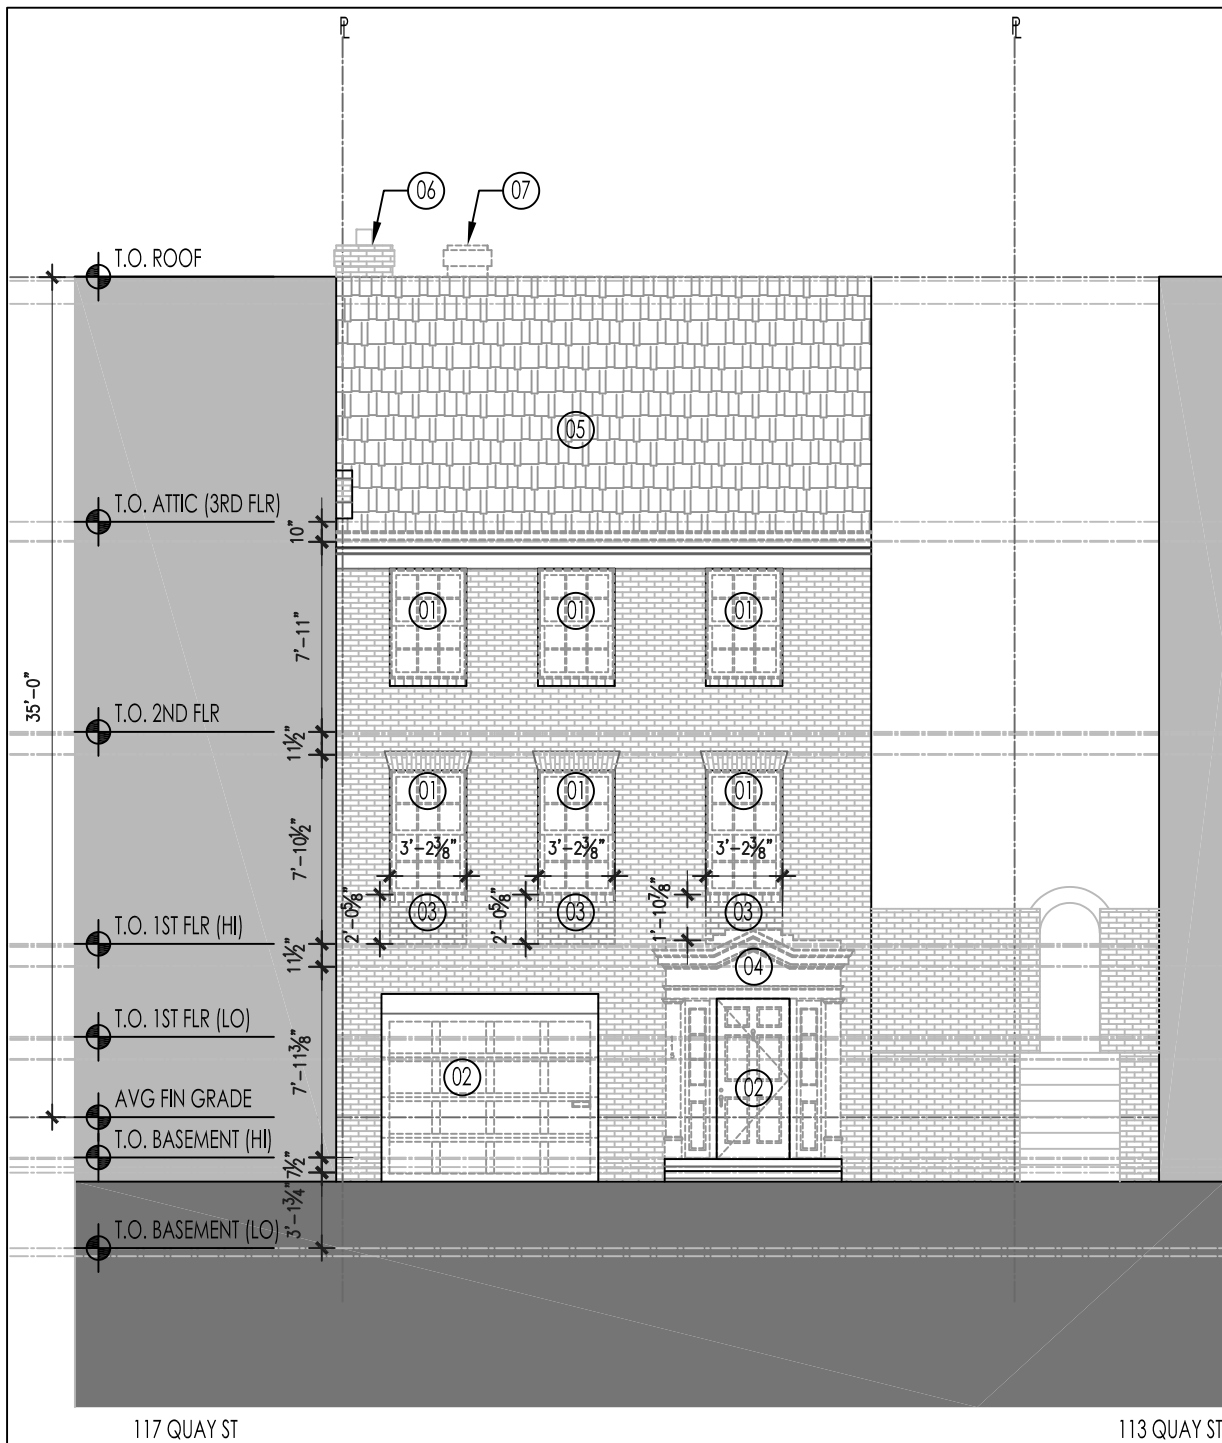 PL
PL
06
07
T.O. ROOF
05
T.O. ATTIC (3RD FLR)
10"
01
01
01
7'-11"
35'-0"
T.O. 2ND FLR
11½"
01
01
01
7'-10½"
3'-2⅜"
3'-2⅜"
3'-2⅜"
2'-0⅝"
2'-0⅝"
1'-10⅞"
03
03
03
T.O. 1ST FLR (HI)
11½"
04
T.O. 1ST FLR (LO)
7'-11⅜"
02
02
AVG FIN GRADE
T.O. BASEMENT (HI)
7½"
3'-1¾"
T.O. BASEMENT (LO)
117 QUAY ST
113 QUAY ST